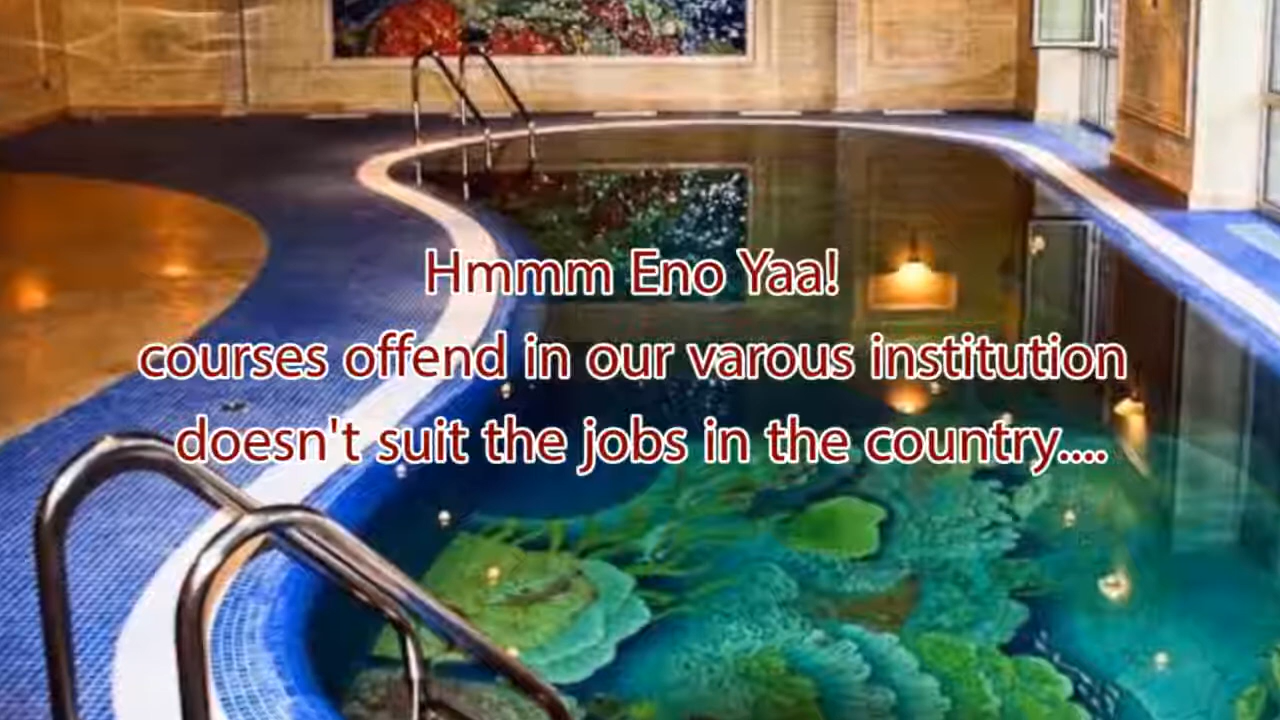 Hmmm Eno Yaa!
courses offend in our varous institution
doesn't suit the jobs in the country....